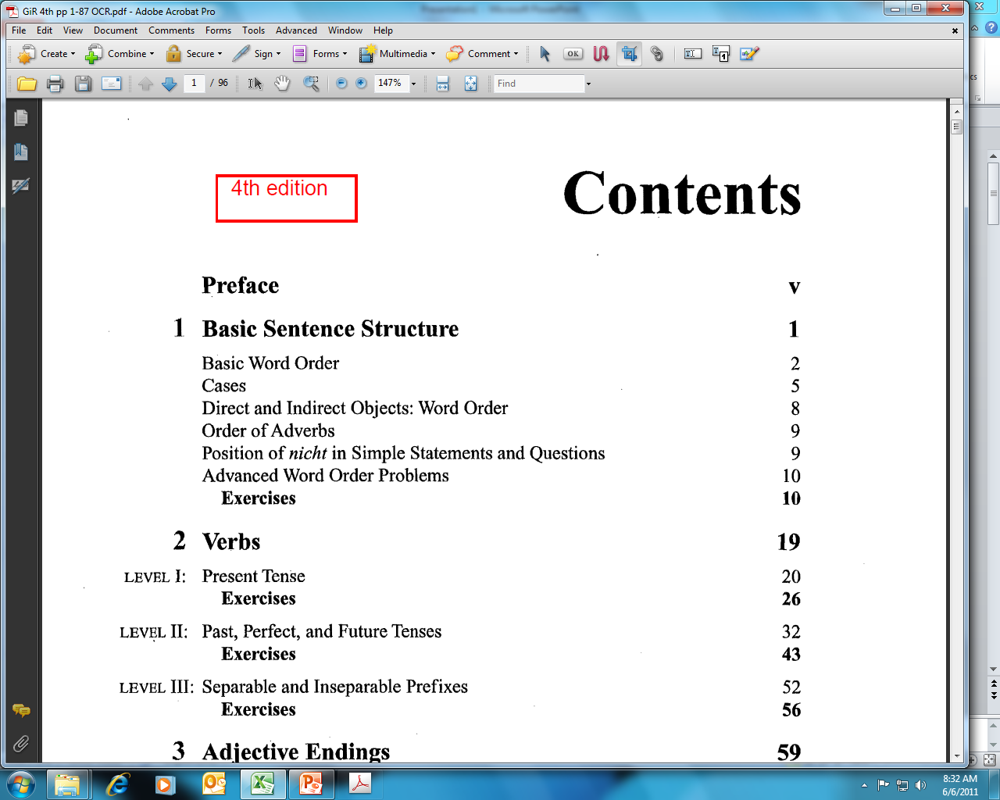 GiR 4th pp 1-87 OCR.pdf - Adobe Acrobat Pro
File Edit View Document Comments Forms Tools Advanced Window Help
Create Combine Secure Sign Forms Multimedia Comment OK
1 / 96 147% Find
4th edition
Contents
Preface v
1 Basic Sentence Structure 1
Basic Word Order 2
Cases 5
Direct and Indirect Objects: Word Order 8
Order of Adverbs 9
Position of nicht in Simple Statements and Questions 9
Advanced Word Order Problems 10
Exercises 10
2 Verbs 19
LEVEL I: Present Tense 20
Exercises 26
LEVEL II: Past, Perfect, and Future Tenses 32
Exercises 43
LEVEL III: Separable and Inseparable Prefixes 52
Exercises 56
3 Adjective Endings 59
8:32 AM
6/6/2011